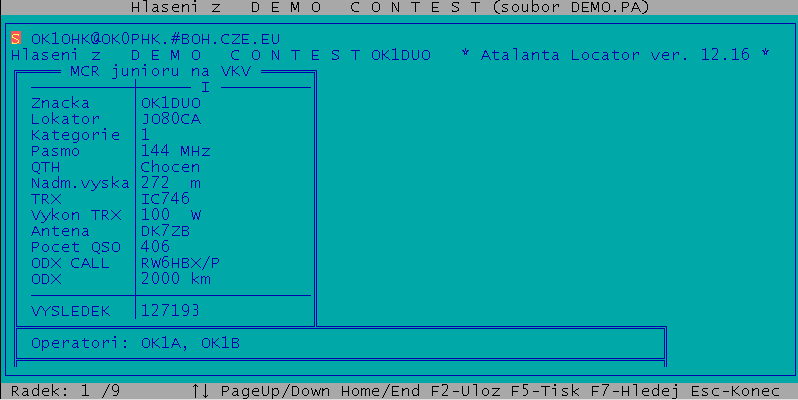 Hlaseni z D E M O C O N T E S T (soubor DEMO.PA)
S OK1OHK@OK0PHK.#BOH.CZE.EU
Hlaseni z D E M O C O N T E S T OK1DUO * Atalanta Locator ver. 12.16 *
MCR junioru na VKV
I
Znacka OK1DUO
Lokator JO80CA
Kategorie 1
Pasmo 144 MHz
QTH Chocen
Nadm.vyska 272 m
TRX IC746
Vykon TRX 100 W
Antena DK7ZB
Pocet QSO 406
ODX CALL RW6HBX/P
ODX 2000 km
VYSLEDEK 127193
Operatori: OK1A, OK1B
Radek: 1 /9 ↑↓ PageUp/Down Home/End F2-Uloz F5-Tisk F7-Hledej Esc-Konec